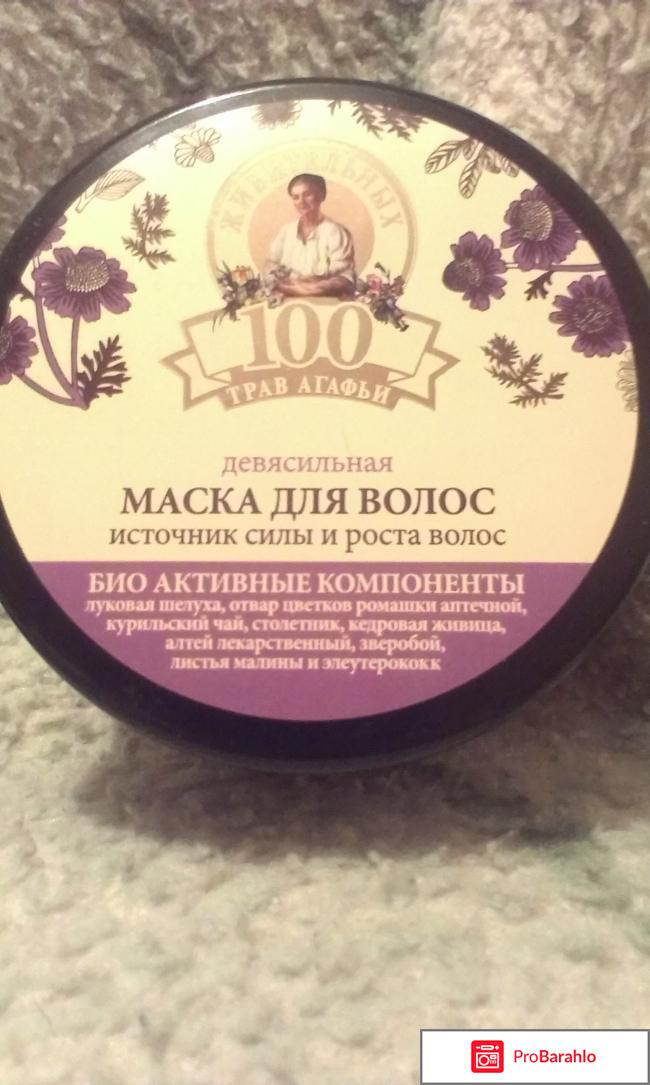 ЖИВИТЕЛЬНЫХ
100
ТРАВ АГАФЬИ
девясильная
МАСКА ДЛЯ ВОЛОС
источник силы и роста волос
БИО АКТИВНЫЕ КОМПОНЕНТЫ
луковая шелуха, отвар цветков ромашки аптечной,
курильский чай, столетник, кедровая живица,
алтей лекарственный, зверобой,
листья малины и элеутерококк
ProBarahlo